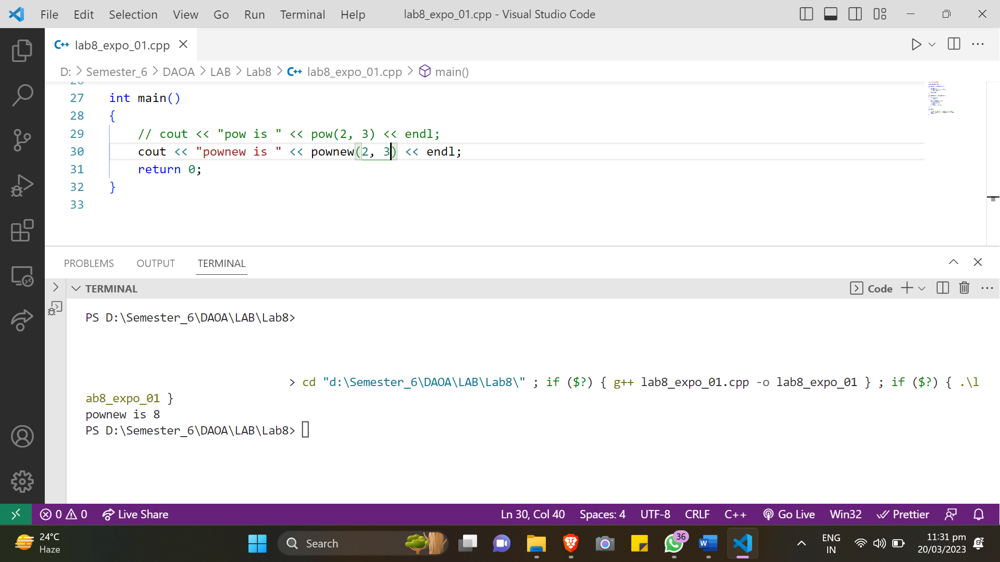 File Edit Selection View Go Run Terminal Help lab8_expo_01.cpp - Visual Studio Code
C++ lab8_expo_01.cpp
D: > Semester_6 > DAOA > LAB > Lab8 > C++ lab8_expo_01.cpp > main()
27 int main()
28 {
29 // cout << "pow is " << pow(2, 3) << endl;
30 cout << "pownew is " << pownew(2, 3) << endl;
31 return 0;
32 }
33
PROBLEMS OUTPUT TERMINAL
TERMINAL Code
PS D:\Semester_6\DAOA\LAB\Lab8>
> cd "d:\Semester_6\DAOA\LAB\Lab8\" ; if ($?) { g++ lab8_expo_01.cpp -o lab8_expo_01 } ; if ($?) { .\l
ab8_expo_01 }
pownew is 8
PS D:\Semester_6\DAOA\LAB\Lab8>
0 0 Live Share Ln 30, Col 40 Spaces: 4 UTF-8 CRLF C++ Go Live Win32 Prettier
24°C
Haze
Search
W
36
ENG
IN
11:31 pm
20/03/2023